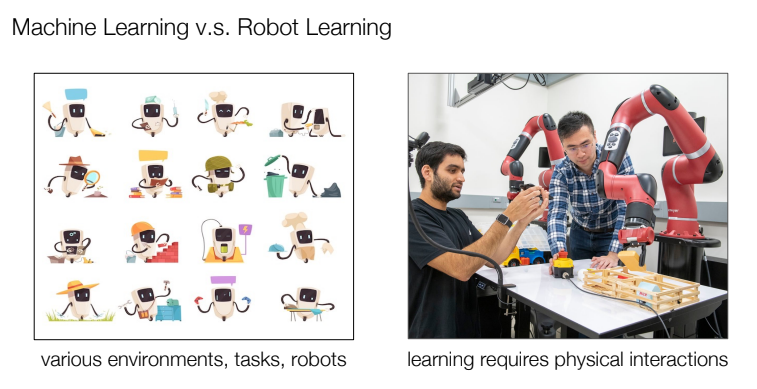 Machine Learning v.s. Robot Learning
various environments, tasks, robots
learning requires physical interactions